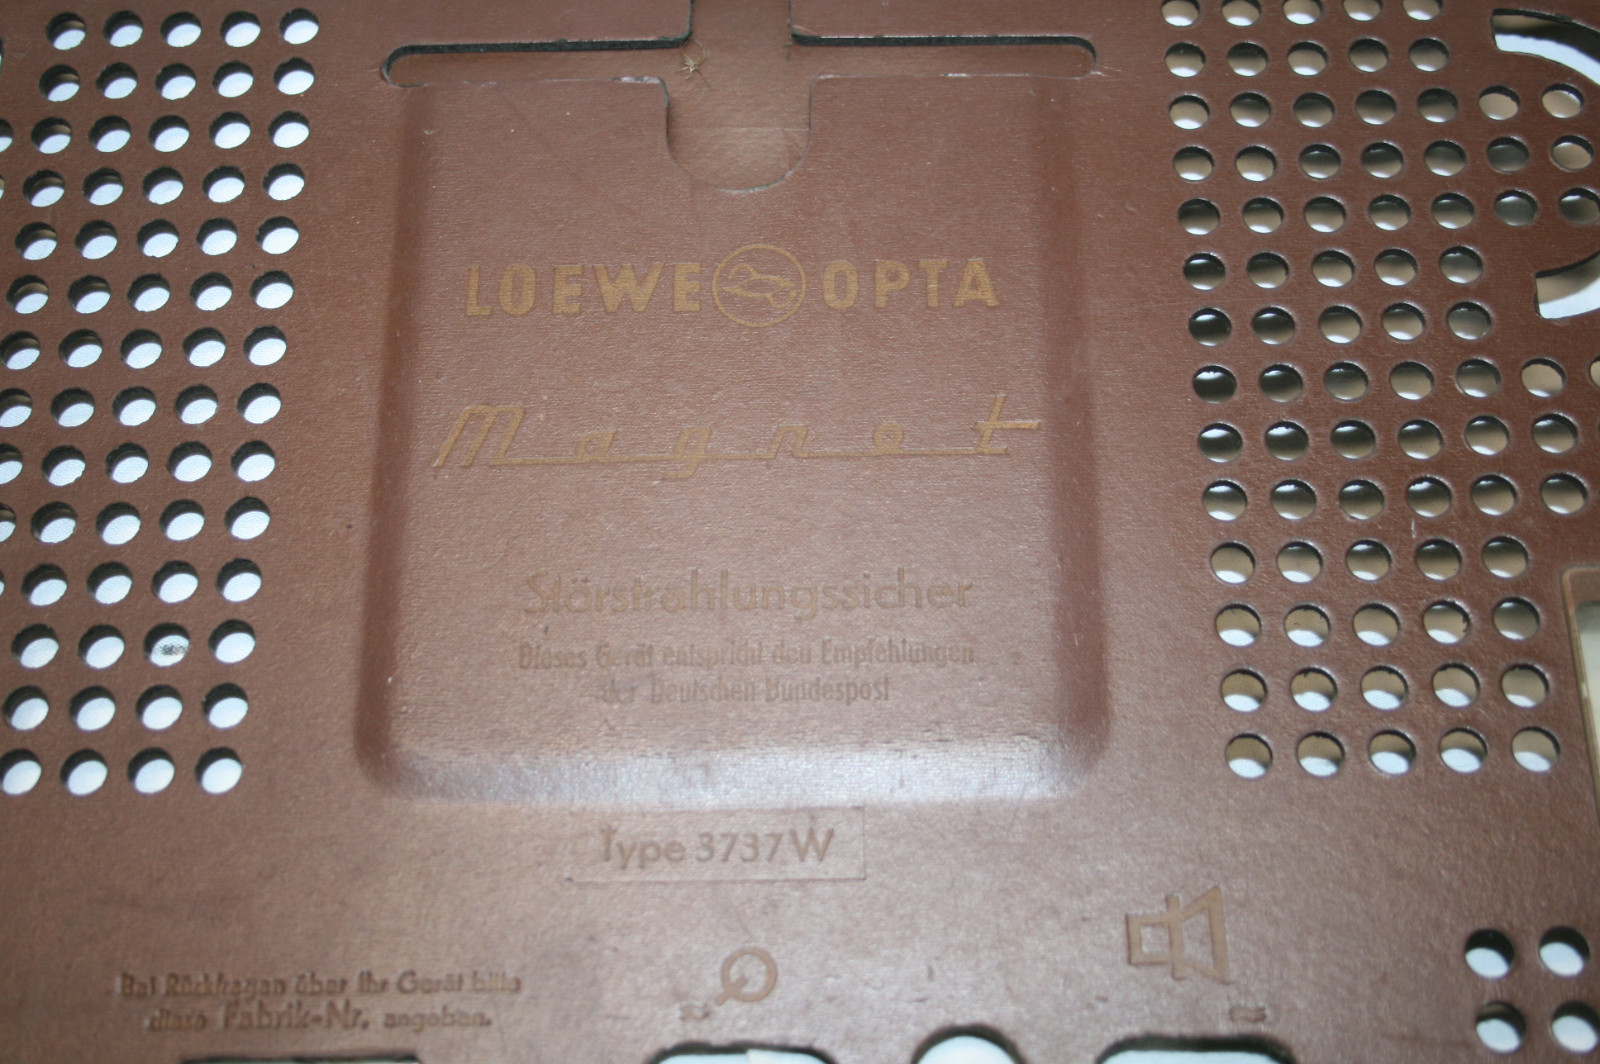 LOEWE OPTA
Magnet
Störstrahlungssicher
Dieses Gerät entspricht den Empfehlungen
der Deutschen Bundespost
Type 3737W
Bei Rückfragen über Ihr Gerät bitte
diese Fabrik-Nr. angeben.